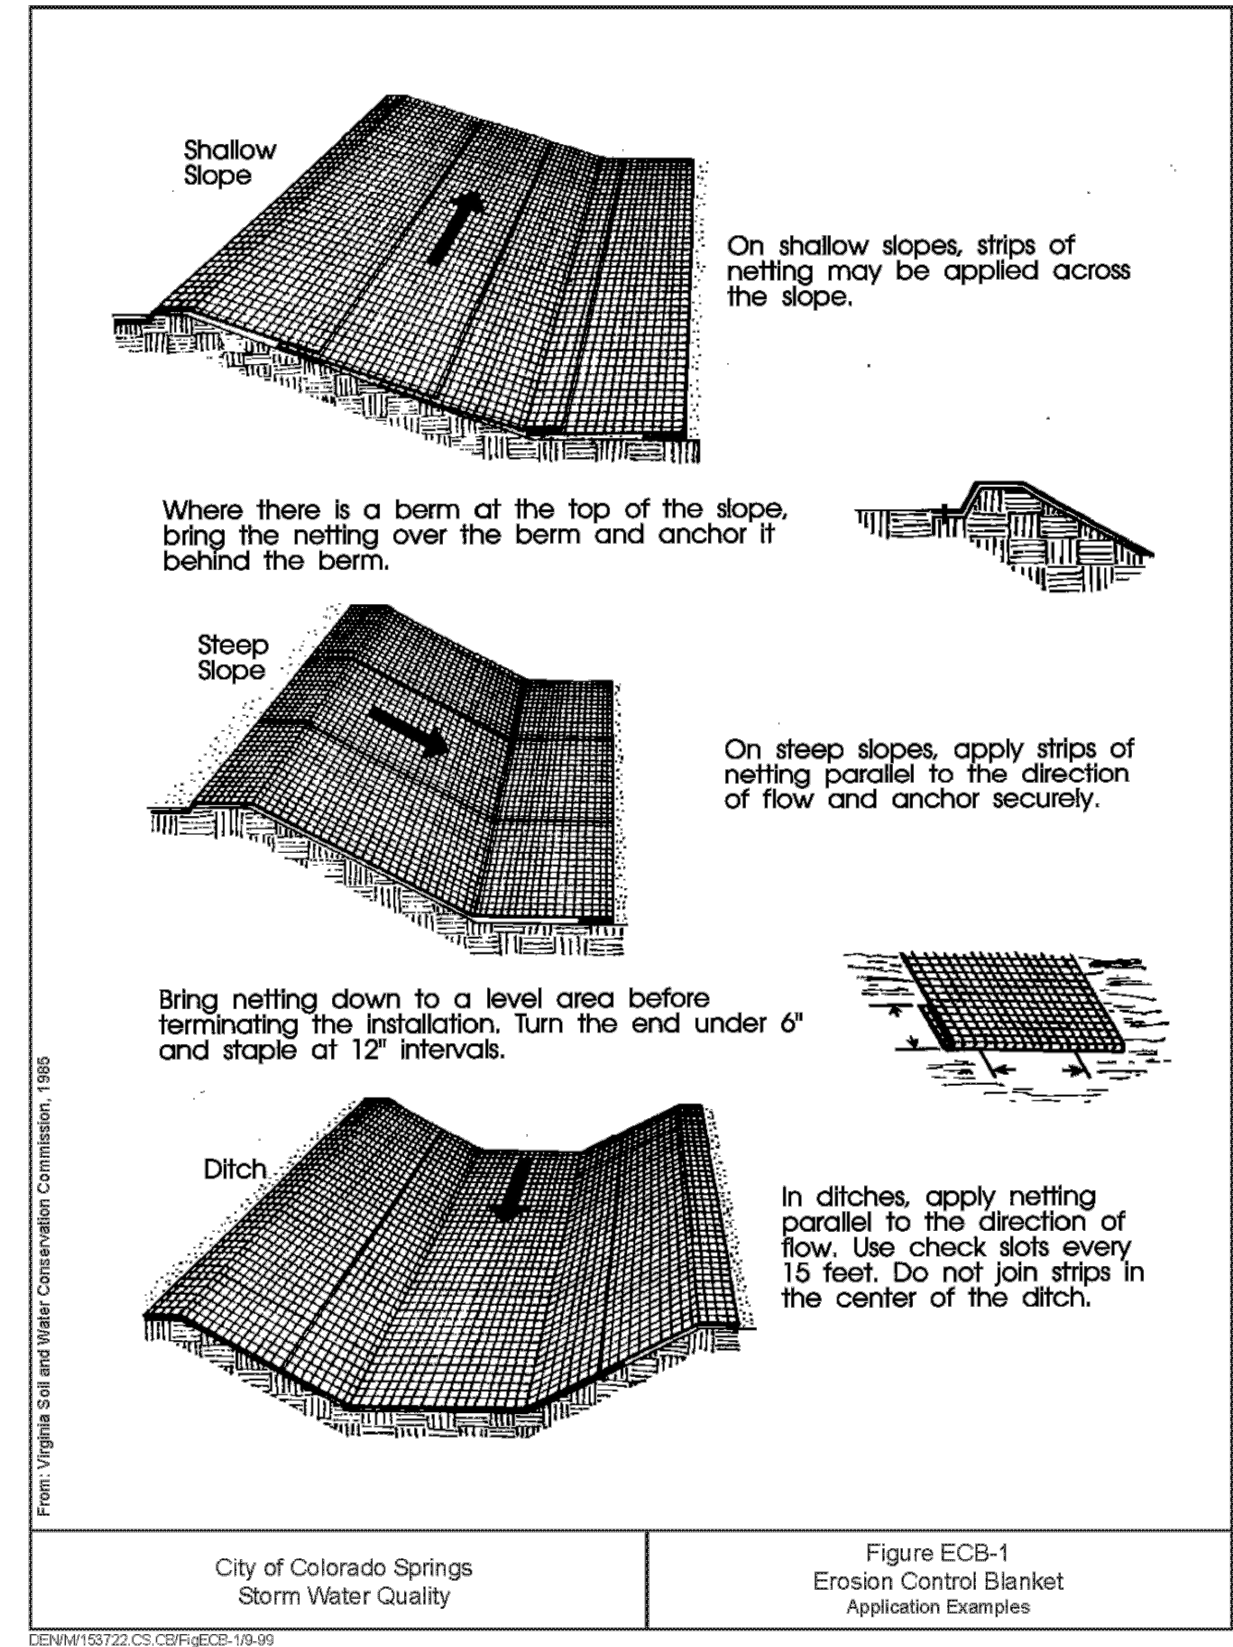 Shallow
Slope
On shallow slopes, strips of
netting may be applied across
the slope.
Where there is a berm at the top of the slope,
bring the netting over the berm and anchor it
behind the berm.
Steep
Slope
On steep slopes, apply strips of
netting parallel to the direction
of flow and anchor securely.
Bring netting down to a level area before
terminating the installation. Turn the end under 6"
and staple at 12" intervals.
Ditch
In ditches, apply netting
parallel to the direction of
flow. Use check slots every
15 feet. Do not join strips in
the center of the ditch.
From: Virginia Soil and Water Conservation Commission, 1985
City of Colorado Springs
Storm Water Quality
Figure ECB-1
Erosion Control Blanket
Application Examples
DEN/M/153722.CS.CB/FigECB-1/9-99